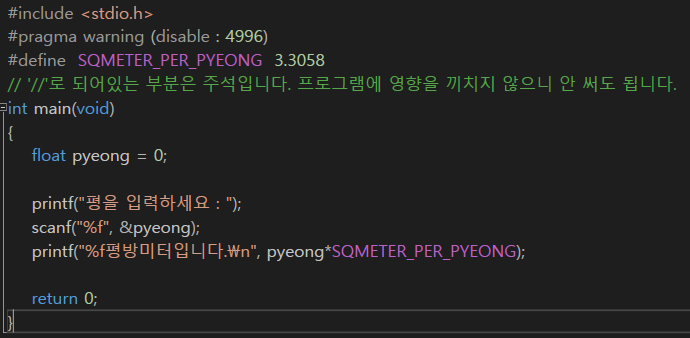 #include <stdio.h>
#pragma warning (disable : 4996)
#define  SQMETER_PER_PYEONG  3.3058
// '//'로 되어있는 부분은 주석입니다. 프로그램에 영향을 끼치지 않으니 안 써도 됩니다.
int main(void)
{
    float pyeong = 0;
    printf("평을 입력하세요 : ");
    scanf("%f", &pyeong);
    printf("%f평방미터입니다.₩n", pyeong*SQMETER_PER_PYEONG);
    return 0;
}